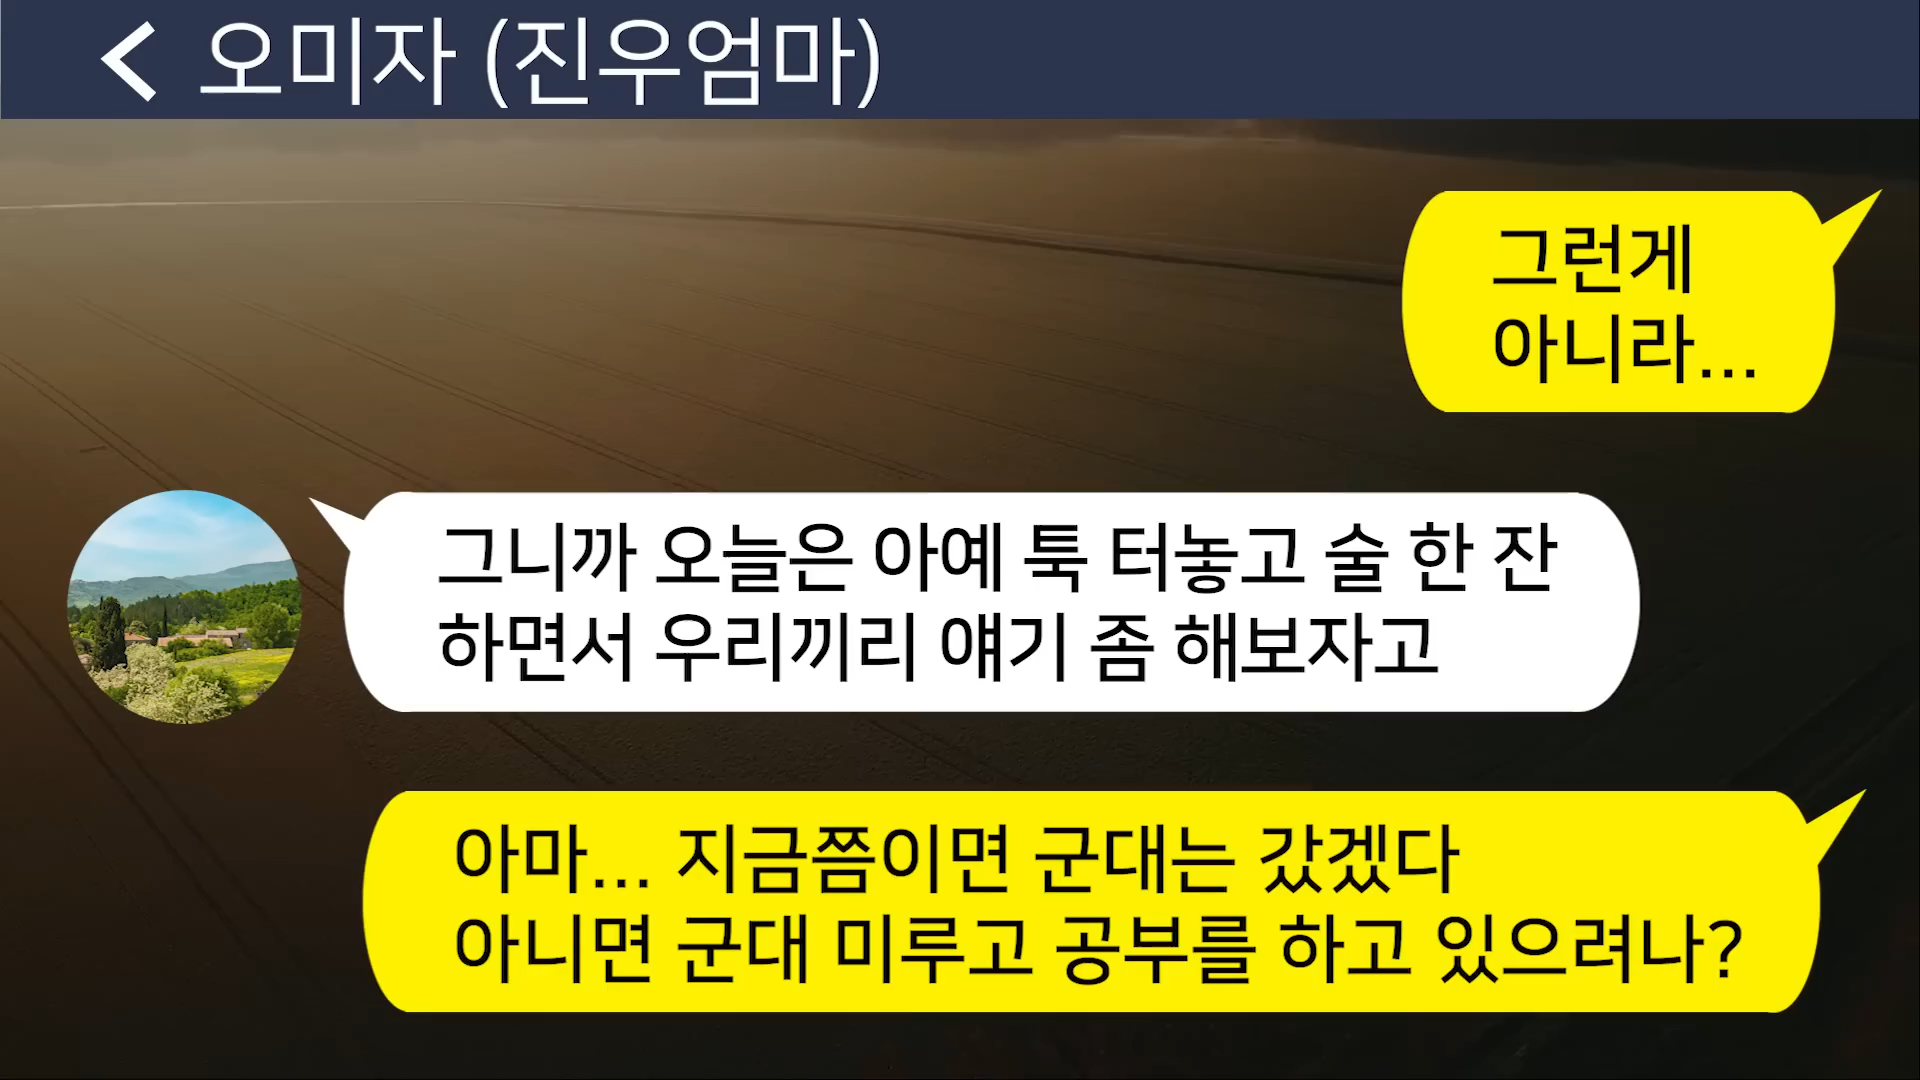 오미자 (진우엄마)
그런게
아니라...
그니까 오늘은 아예 툭 터놓고 술 한 잔
하면서 우리끼리 얘기 좀 해보자고
아마... 지금쯤이면 군대는 갔겠다
아니면 군대 미루고 공부를 하고 있으려나?